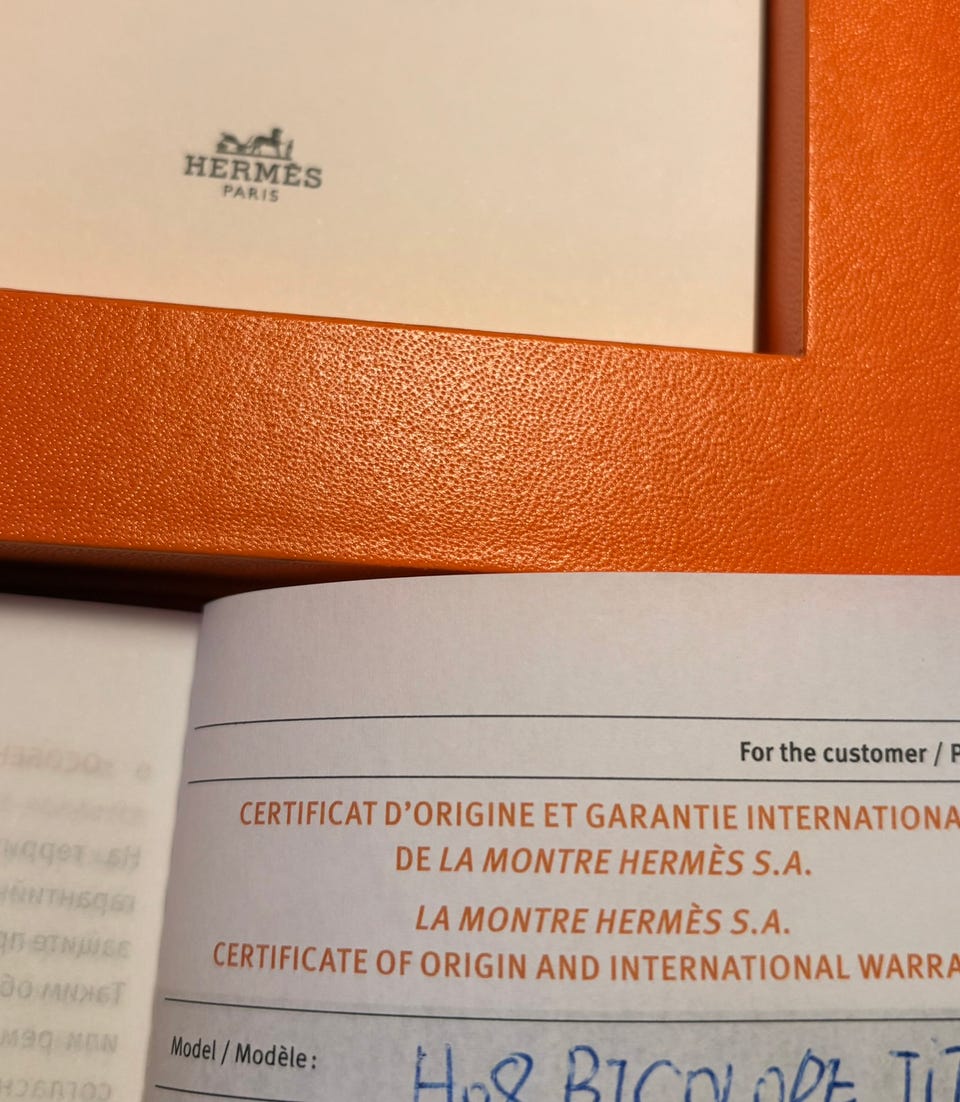 HERMÈS
PARIS
For the customer / P
CERTIFICAT D'ORIGINE ET GARANTIE INTERNATIONA
DE LA MONTRE HERMÈS S.A.
LA MONTRE HERMÈS S.A.
CERTIFICATE OF ORIGIN AND INTERNATIONAL WARRA
Model / Modèle : H08 BICOLORE TIT